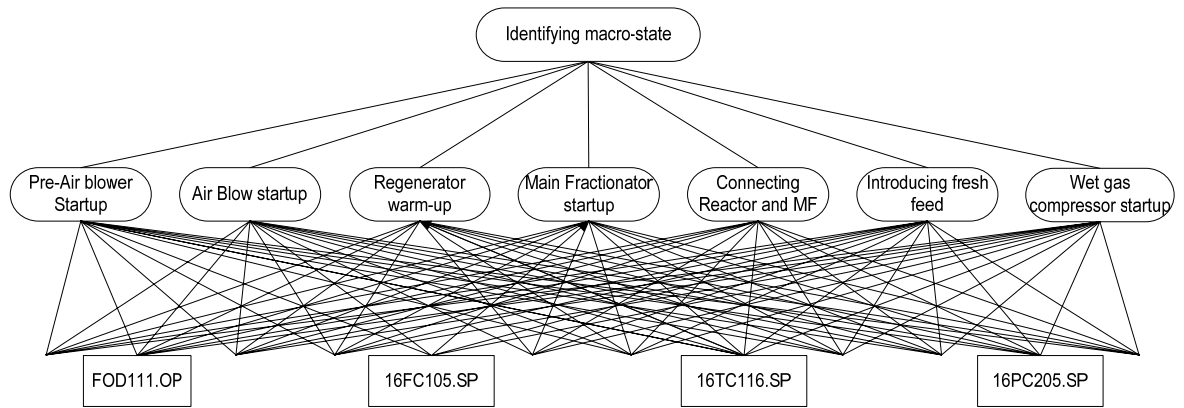 Identifying macro-state
Pre-Air blower
Startup
Air Blow startup
Regenerator
warm-up
Main Fractionator
startup
Connecting
Reactor and MF
Introducing fresh
feed
Wet gas
compressor startup
FOD111.OP
16FC105.SP
16TC116.SP
16PC205.SP